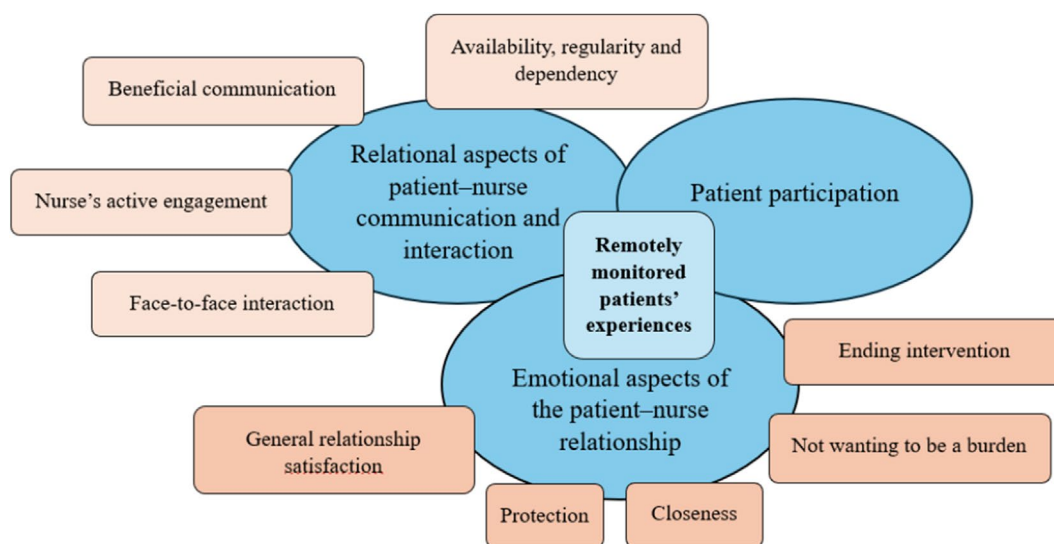 Availability, regularity and
dependency
Beneficial communication
Relational aspects of
patient–nurse
communication and
interaction
Patient participation
Nurse’s active engagement
Remotely
monitored
patients’
experiences
Face-to-face interaction
Ending intervention
Emotional aspects of
the patient–nurse
relationship
General relationship
satisfaction
Not wanting to be a burden
Protection
Closeness